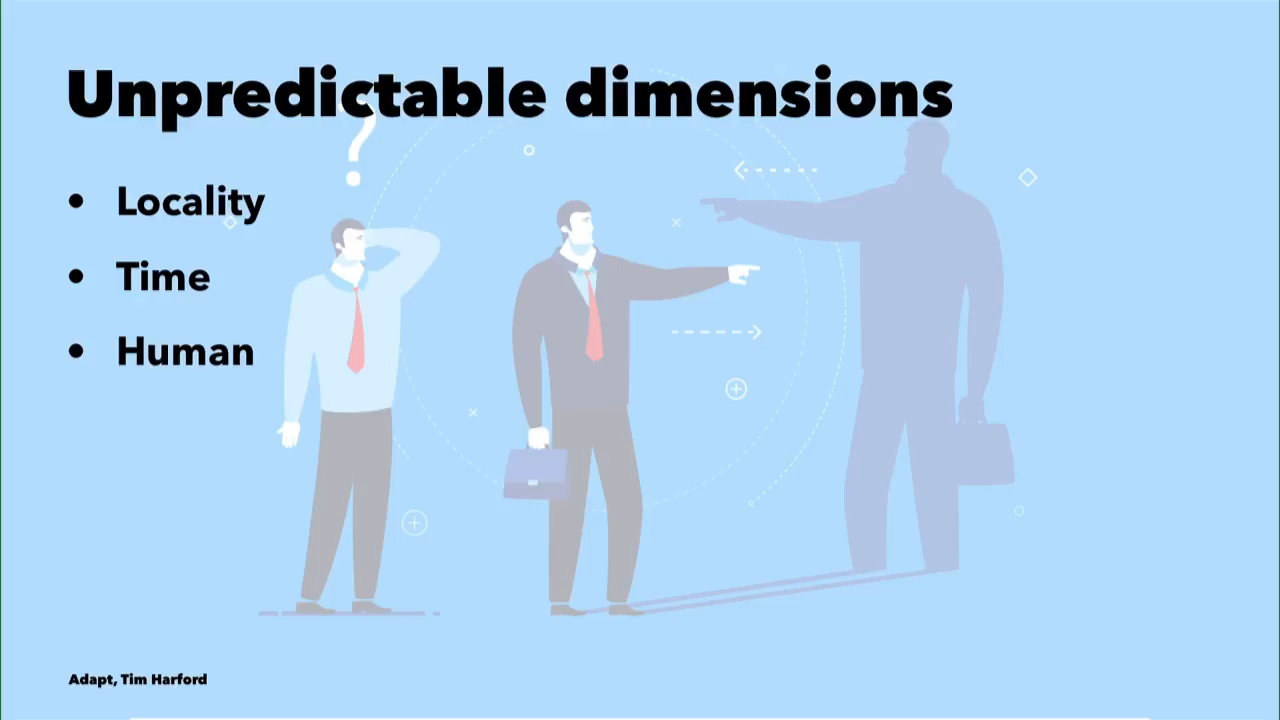 Unpredictable dimensions
?
• Locality
• Time
• Human
Adapt, Tim Harford